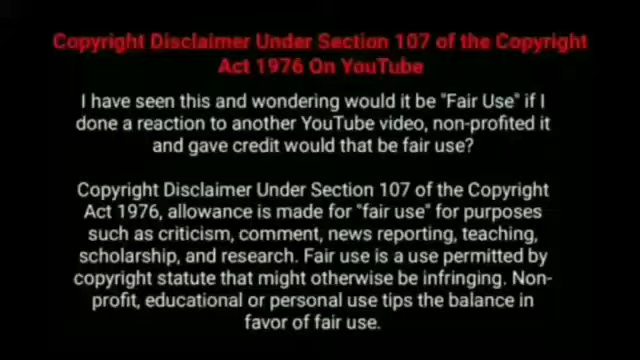 Copyright Disclaimer Under Section 107 of the Copyright
Act 1976 On YouTube
I have seen this and wondering would it be "Fair Use" if I
done a reaction to another YouTube video, non-profited it
and gave credit would that be fair use?
Copyright Disclaimer Under Section 107 of the Copyright
Act 1976, allowance is made for "fair use" for purposes
such as criticism, comment, news reporting, teaching,
scholarship, and research. Fair use is a use permitted by
copyright statute that might otherwise be infringing. Non-
profit, educational or personal use tips the balance in
favor of fair use.